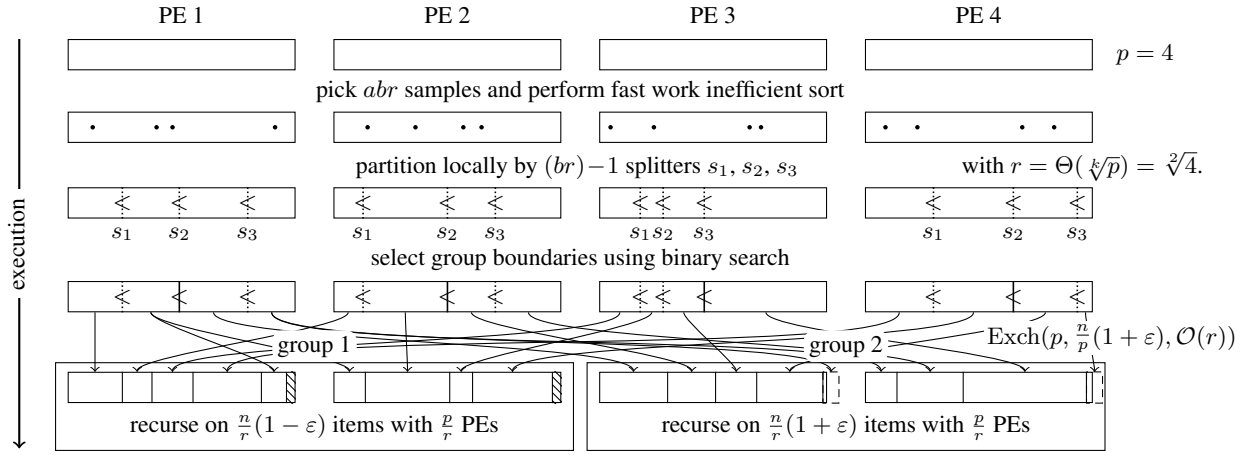 PE 1 PE 2 PE 3 PE 4
p = 4
pick abr samples and perform fast work inefficient sort
partition locally by (br)−1 splitters s₁, s₂, s₃ with r = Θ(ᵏ√p) = ²√4.
< < < < < < < < < < < <
s₁ s₂ s₃ s₁ s₂ s₃ s₁ s₂ s₃ s₁ s₂ s₃
select group boundaries using binary search
< < < < < < < < < < < <
group 1 group 2 Exch(p, n/p(1 + ε), O(r))
recurse on n/r(1 − ε) items with p/r PEs recurse on n/r(1 + ε) items with p/r PEs
execution